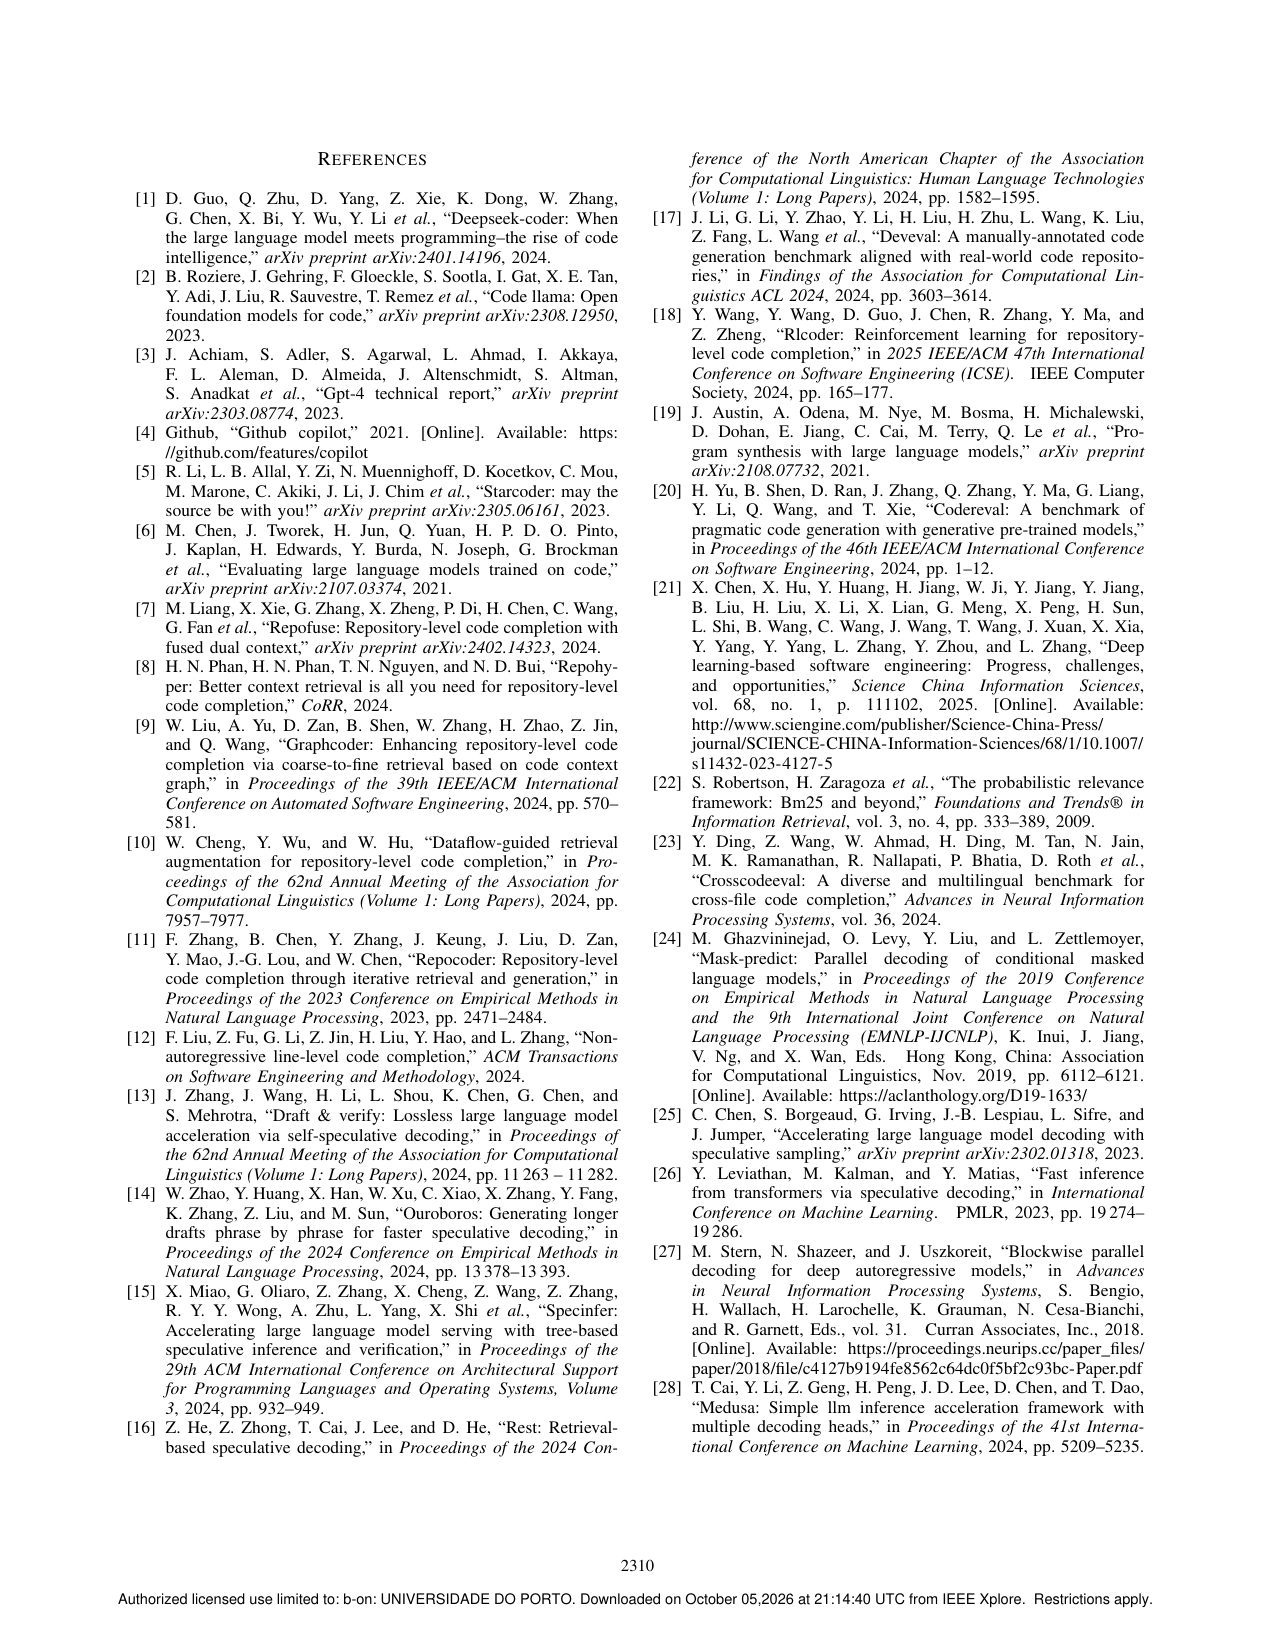 REFERENCES
[1] D. Guo, Q. Zhu, D. Yang, Z. Xie, K. Dong, W. Zhang,
G. Chen, X. Bi, Y. Wu, Y. Li et al., “Deepseek-coder: When
the large language model meets programming–the rise of code
intelligence,” arXiv preprint arXiv:2401.14196, 2024.
[2] B. Roziere, J. Gehring, F. Gloeckle, S. Sootla, I. Gat, X. E. Tan,
Y. Adi, J. Liu, R. Sauvestre, T. Remez et al., “Code llama: Open
foundation models for code,” arXiv preprint arXiv:2308.12950,
2023.
[3] J. Achiam, S. Adler, S. Agarwal, L. Ahmad, I. Akkaya,
F. L. Aleman, D. Almeida, J. Altenschmidt, S. Altman,
S. Anadkat et al., “Gpt-4 technical report,” arXiv preprint
arXiv:2303.08774, 2023.
[4] Github, “Github copilot,” 2021. [Online]. Available: https:
//github.com/features/copilot
[5] R. Li, L. B. Allal, Y. Zi, N. Muennighoff, D. Kocetkov, C. Mou,
M. Marone, C. Akiki, J. Li, J. Chim et al., “Starcoder: may the
source be with you!” arXiv preprint arXiv:2305.06161, 2023.
[6] M. Chen, J. Tworek, H. Jun, Q. Yuan, H. P. D. O. Pinto,
J. Kaplan, H. Edwards, Y. Burda, N. Joseph, G. Brockman
et al., “Evaluating large language models trained on code,”
arXiv preprint arXiv:2107.03374, 2021.
[7] M. Liang, X. Xie, G. Zhang, X. Zheng, P. Di, H. Chen, C. Wang,
G. Fan et al., “Repofuse: Repository-level code completion with
fused dual context,” arXiv preprint arXiv:2402.14323, 2024.
[8] H. N. Phan, H. N. Phan, T. N. Nguyen, and N. D. Bui, “Repohy-
per: Better context retrieval is all you need for repository-level
code completion,” CoRR, 2024.
[9] W. Liu, A. Yu, D. Zan, B. Shen, W. Zhang, H. Zhao, Z. Jin,
and Q. Wang, “Graphcoder: Enhancing repository-level code
completion via coarse-to-fine retrieval based on code context
graph,” in Proceedings of the 39th IEEE/ACM International
Conference on Automated Software Engineering, 2024, pp. 570–
581.
[10] W. Cheng, Y. Wu, and W. Hu, “Dataflow-guided retrieval
augmentation for repository-level code completion,” in Pro-
ceedings of the 62nd Annual Meeting of the Association for
Computational Linguistics (Volume 1: Long Papers), 2024, pp.
7957–7977.
[11] F. Zhang, B. Chen, Y. Zhang, J. Keung, J. Liu, D. Zan,
Y. Mao, J.-G. Lou, and W. Chen, “Repocoder: Repository-level
code completion through iterative retrieval and generation,” in
Proceedings of the 2023 Conference on Empirical Methods in
Natural Language Processing, 2023, pp. 2471–2484.
[12] F. Liu, Z. Fu, G. Li, Z. Jin, H. Liu, Y. Hao, and L. Zhang, “Non-
autoregressive line-level code completion,” ACM Transactions
on Software Engineering and Methodology, 2024.
[13] J. Zhang, J. Wang, H. Li, L. Shou, K. Chen, G. Chen, and
S. Mehrotra, “Draft & verify: Lossless large language model
acceleration via self-speculative decoding,” in Proceedings of
the 62nd Annual Meeting of the Association for Computational
Linguistics (Volume 1: Long Papers), 2024, pp. 11 263 – 11 282.
[14] W. Zhao, Y. Huang, X. Han, W. Xu, C. Xiao, X. Zhang, Y. Fang,
K. Zhang, Z. Liu, and M. Sun, “Ouroboros: Generating longer
drafts phrase by phrase for faster speculative decoding,” in
Proceedings of the 2024 Conference on Empirical Methods in
Natural Language Processing, 2024, pp. 13 378–13 393.
[15] X. Miao, G. Oliaro, Z. Zhang, X. Cheng, Z. Wang, Z. Zhang,
R. Y. Y. Wong, A. Zhu, L. Yang, X. Shi et al., “Specinfer:
Accelerating large language model serving with tree-based
speculative inference and verification,” in Proceedings of the
29th ACM International Conference on Architectural Support
for Programming Languages and Operating Systems, Volume
3, 2024, pp. 932–949.
[16] Z. He, Z. Zhong, T. Cai, J. Lee, and D. He, “Rest: Retrieval-
based speculative decoding,” in Proceedings of the 2024 Con-
ference of the North American Chapter of the Association
for Computational Linguistics: Human Language Technologies
(Volume 1: Long Papers), 2024, pp. 1582–1595.
[17] J. Li, G. Li, Y. Zhao, Y. Li, H. Liu, H. Zhu, L. Wang, K. Liu,
Z. Fang, L. Wang et al., “Deveval: A manually-annotated code
generation benchmark aligned with real-world code reposito-
ries,” in Findings of the Association for Computational Lin-
guistics ACL 2024, 2024, pp. 3603–3614.
[18] Y. Wang, Y. Wang, D. Guo, J. Chen, R. Zhang, Y. Ma, and
Z. Zheng, “Rlcoder: Reinforcement learning for repository-
level code completion,” in 2025 IEEE/ACM 47th International
Conference on Software Engineering (ICSE). IEEE Computer
Society, 2024, pp. 165–177.
[19] J. Austin, A. Odena, M. Nye, M. Bosma, H. Michalewski,
D. Dohan, E. Jiang, C. Cai, M. Terry, Q. Le et al., “Pro-
gram synthesis with large language models,” arXiv preprint
arXiv:2108.07732, 2021.
[20] H. Yu, B. Shen, D. Ran, J. Zhang, Q. Zhang, Y. Ma, G. Liang,
Y. Li, Q. Wang, and T. Xie, “Codereval: A benchmark of
pragmatic code generation with generative pre-trained models,”
in Proceedings of the 46th IEEE/ACM International Conference
on Software Engineering, 2024, pp. 1–12.
[21] X. Chen, X. Hu, Y. Huang, H. Jiang, W. Ji, Y. Jiang, Y. Jiang,
B. Liu, H. Liu, X. Li, X. Lian, G. Meng, X. Peng, H. Sun,
L. Shi, B. Wang, C. Wang, J. Wang, T. Wang, J. Xuan, X. Xia,
Y. Yang, Y. Yang, L. Zhang, Y. Zhou, and L. Zhang, “Deep
learning-based software engineering: Progress, challenges,
and opportunities,” Science China Information Sciences,
vol. 68, no. 1, p. 111102, 2025. [Online]. Available:
http://www.sciengine.com/publisher/Science-China-Press/
journal/SCIENCE-CHINA-Information-Sciences/68/1/10.1007/
s11432-023-4127-5
[22] S. Robertson, H. Zaragoza et al., “The probabilistic relevance
framework: Bm25 and beyond,” Foundations and Trends® in
Information Retrieval, vol. 3, no. 4, pp. 333–389, 2009.
[23] Y. Ding, Z. Wang, W. Ahmad, H. Ding, M. Tan, N. Jain,
M. K. Ramanathan, R. Nallapati, P. Bhatia, D. Roth et al.,
“Crosscodeeval: A diverse and multilingual benchmark for
cross-file code completion,” Advances in Neural Information
Processing Systems, vol. 36, 2024.
[24] M. Ghazvininejad, O. Levy, Y. Liu, and L. Zettlemoyer,
“Mask-predict: Parallel decoding of conditional masked
language models,” in Proceedings of the 2019 Conference
on Empirical Methods in Natural Language Processing
and the 9th International Joint Conference on Natural
Language Processing (EMNLP-IJCNLP), K. Inui, J. Jiang,
V. Ng, and X. Wan, Eds. Hong Kong, China: Association
for Computational Linguistics, Nov. 2019, pp. 6112–6121.
[Online]. Available: https://aclanthology.org/D19-1633/
[25] C. Chen, S. Borgeaud, G. Irving, J.-B. Lespiau, L. Sifre, and
J. Jumper, “Accelerating large language model decoding with
speculative sampling,” arXiv preprint arXiv:2302.01318, 2023.
[26] Y. Leviathan, M. Kalman, and Y. Matias, “Fast inference
from transformers via speculative decoding,” in International
Conference on Machine Learning. PMLR, 2023, pp. 19 274–
19 286.
[27] M. Stern, N. Shazeer, and J. Uszkoreit, “Blockwise parallel
decoding for deep autoregressive models,” in Advances
in Neural Information Processing Systems, S. Bengio,
H. Wallach, H. Larochelle, K. Grauman, N. Cesa-Bianchi,
and R. Garnett, Eds., vol. 31. Curran Associates, Inc., 2018.
[Online]. Available: https://proceedings.neurips.cc/paper_files/
paper/2018/file/c4127b9194fe8562c64dc0f5bf2c93bc-Paper.pdf
[28] T. Cai, Y. Li, Z. Geng, H. Peng, J. D. Lee, D. Chen, and T. Dao,
“Medusa: Simple llm inference acceleration framework with
multiple decoding heads,” in Proceedings of the 41st Interna-
tional Conference on Machine Learning, 2024, pp. 5209–5235.
2310
Authorized licensed use limited to: b-on: UNIVERSIDADE DO PORTO. Downloaded on October 05,2026 at 21:14:40 UTC from IEEE Xplore. Restrictions apply.